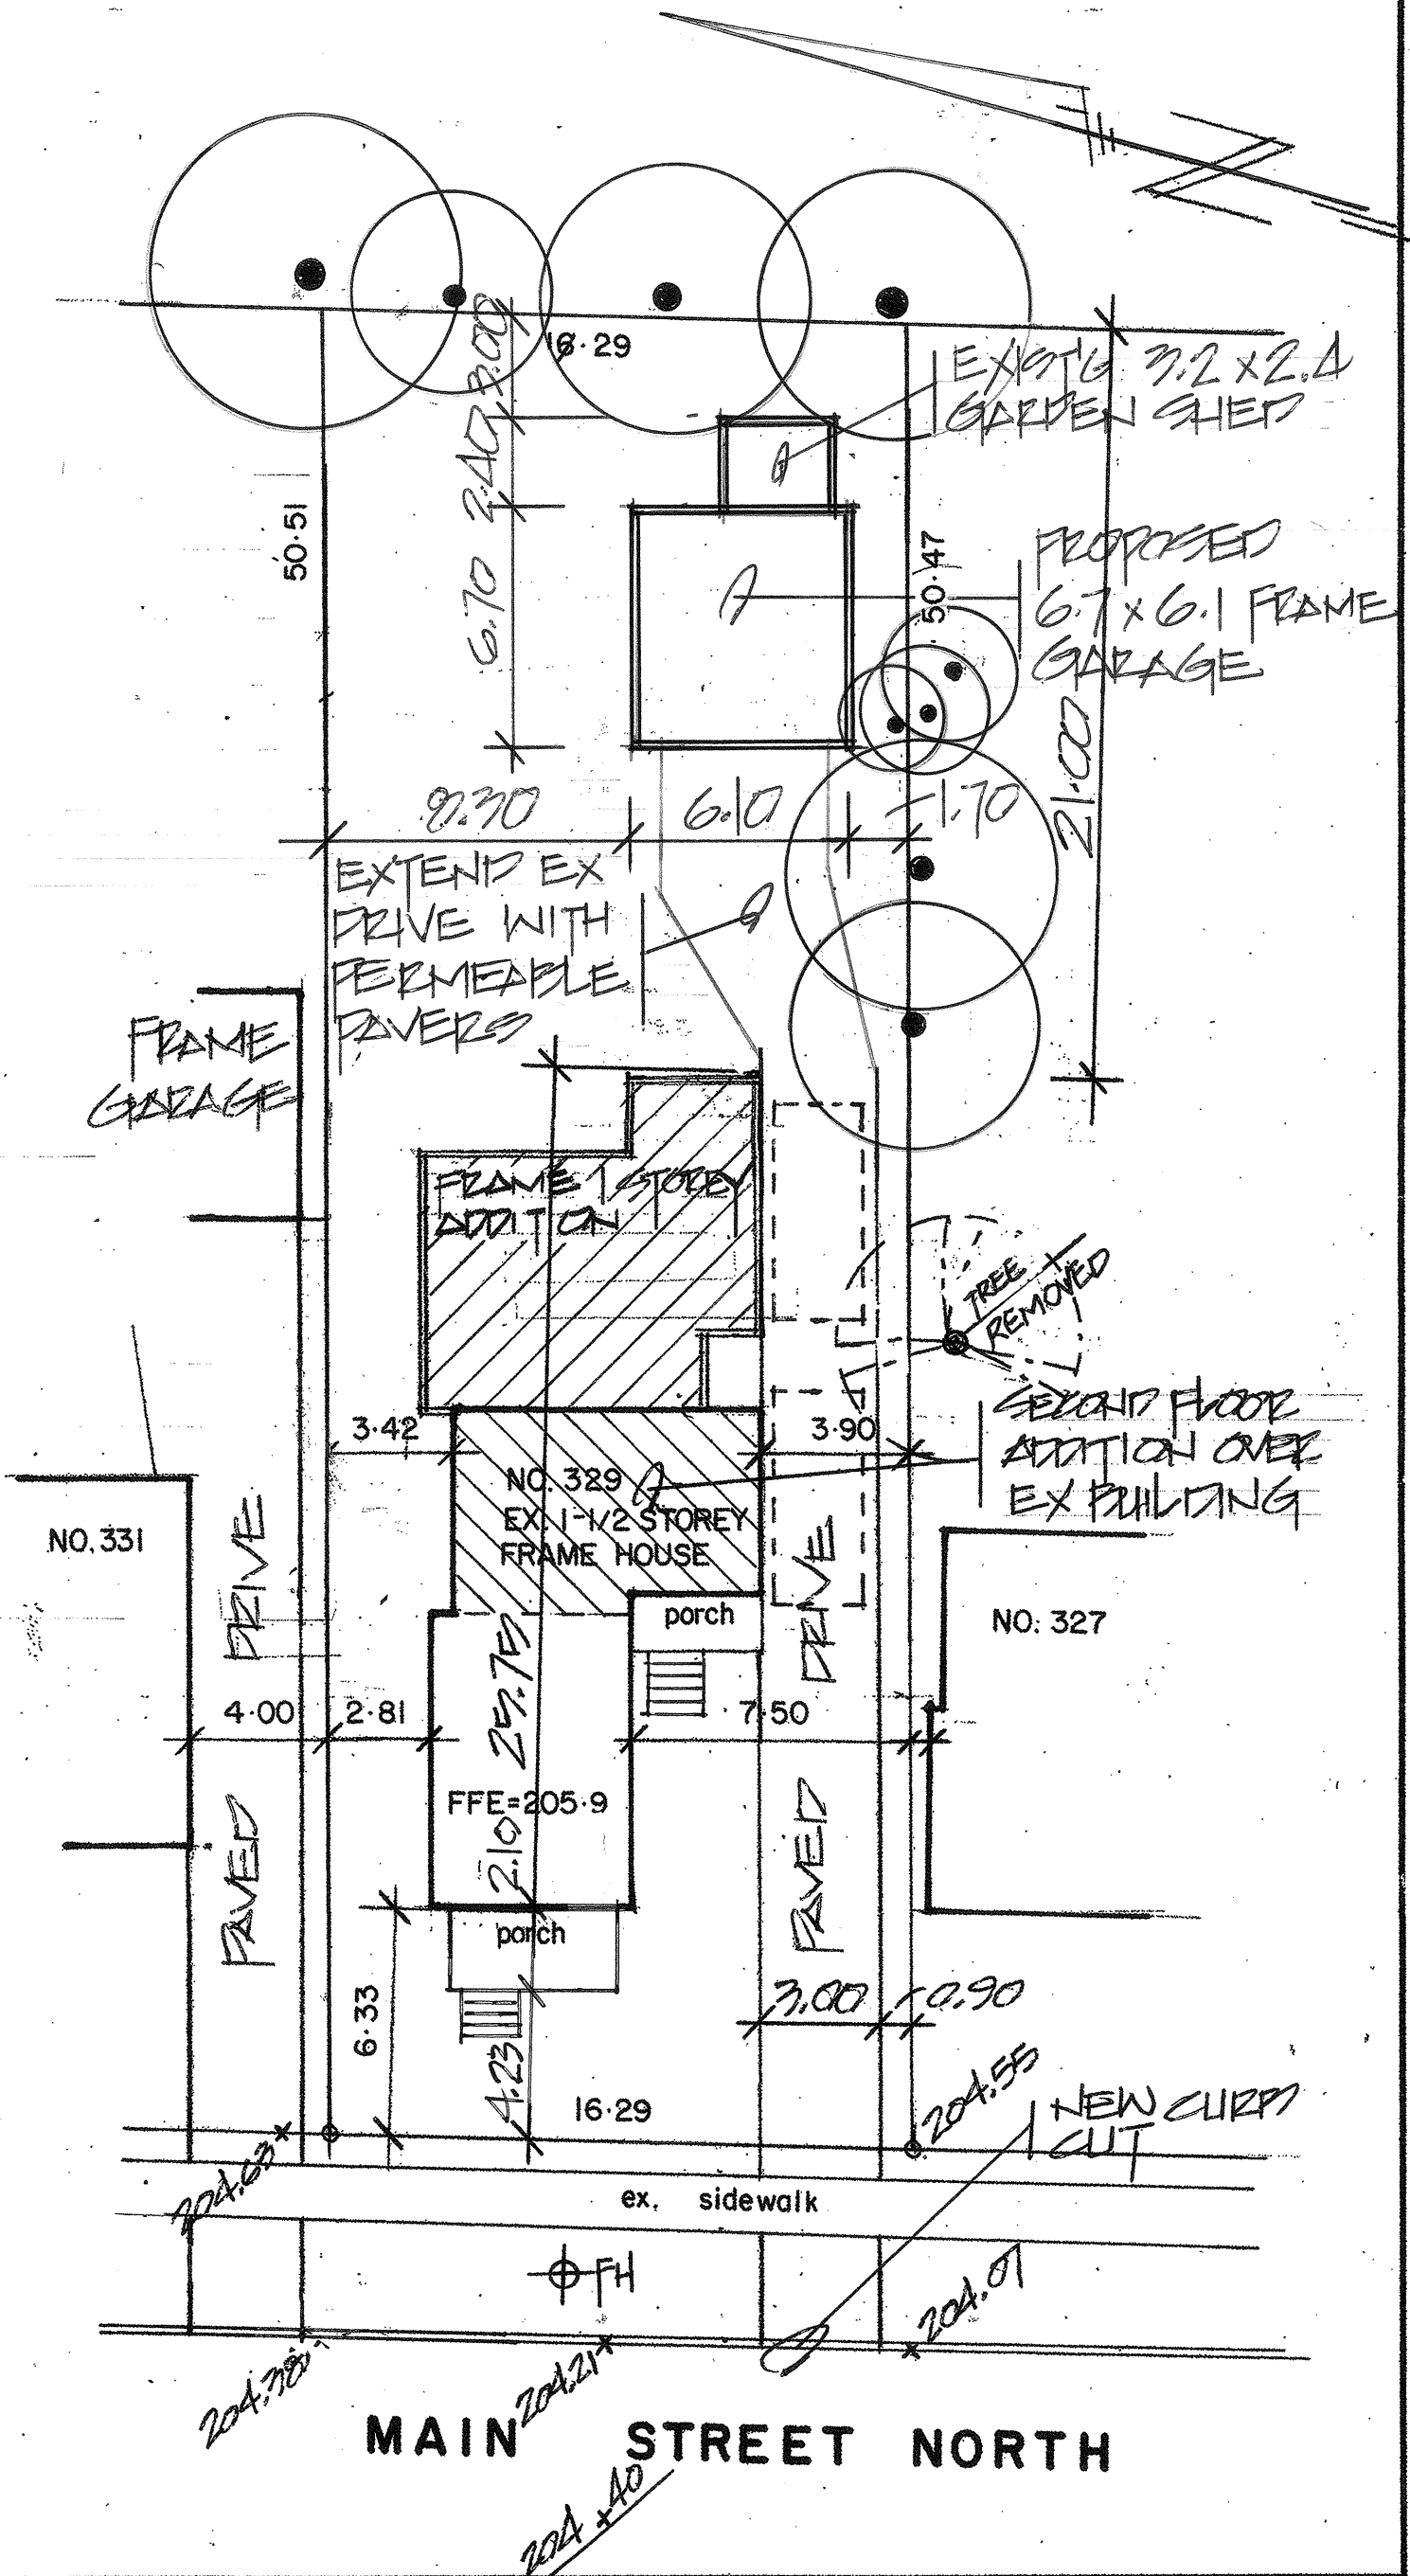 16.29
3.00
EXIST'G 3.2 x 2.4
GARDEN SHED
2.40
50.51
50.47
PROPOSED
6.7 x 6.1 FRAME
GARAGE
6.70
21.00
8.30
6.10
1.70
EXTEND EX
DRIVE WITH
PERMEABLE
PAVERS
FRAME
GARAGE
FRAME 1 STOREY
ADDITION
TREE
REMOVED
SECOND FLOOR
ADDITION OVER
EX BUILDING
3.42
3.90
NO. 329
EX. 1-1/2 STOREY
FRAME HOUSE
NO. 331
NO. 327
porch
PAVED DRIVE
PAVED DRIVE
4.00
2.81
25.75
7.50
FFE=205.9
2.10
porch
6.33
4.23
3.00
0.90
16.29
204.55
NEW CURB
CUT
204.63
ex. sidewalk
FH
204.07
204.38
204.21
MAIN STREET NORTH
204.40